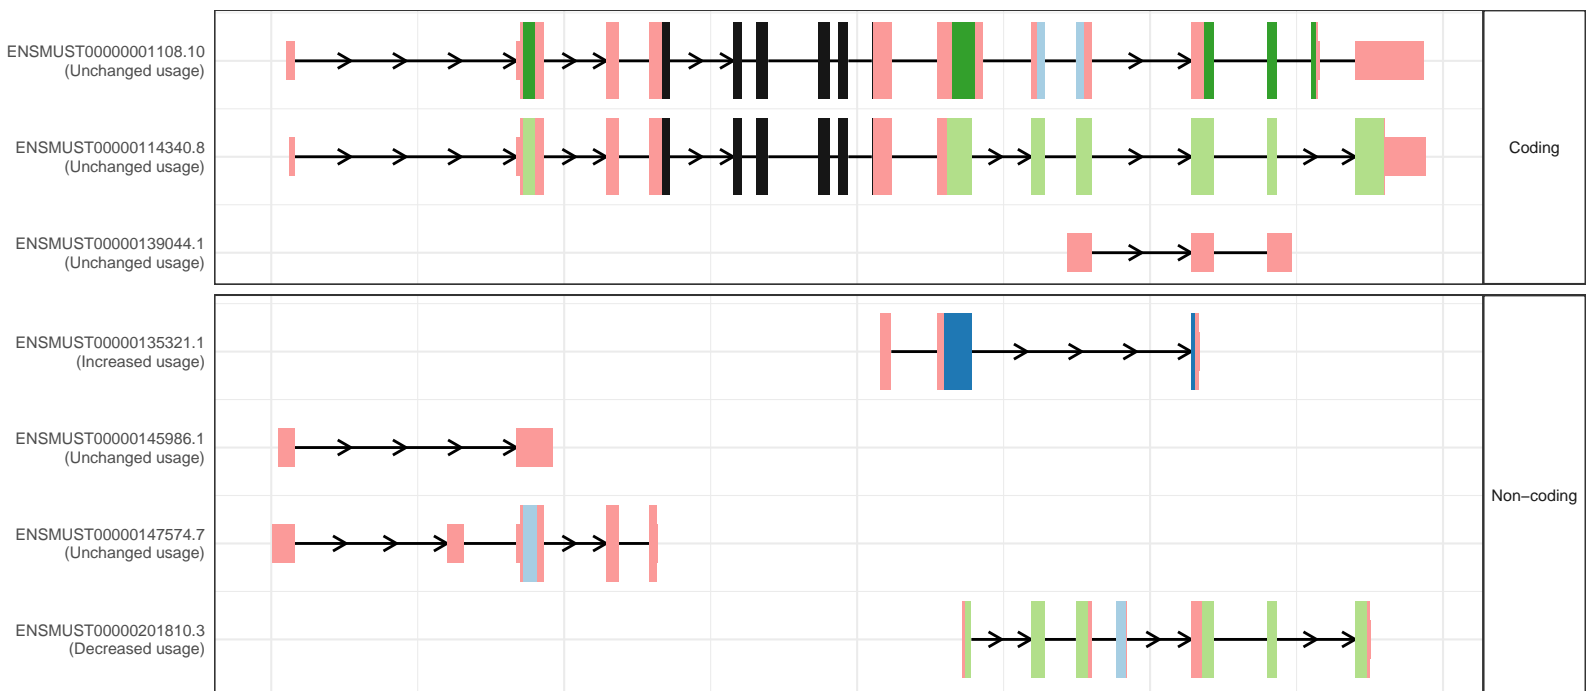 ENSMUST00000001108.10
(Unchanged usage)
ENSMUST00000114340.8
(Unchanged usage)
ENSMUST00000139044.1
(Unchanged usage)
Coding
ENSMUST00000135321.1
(Increased usage)
ENSMUST00000145986.1
(Unchanged usage)
ENSMUST00000147574.7
(Unchanged usage)
ENSMUST00000201810.3
(Decreased usage)
Non−coding